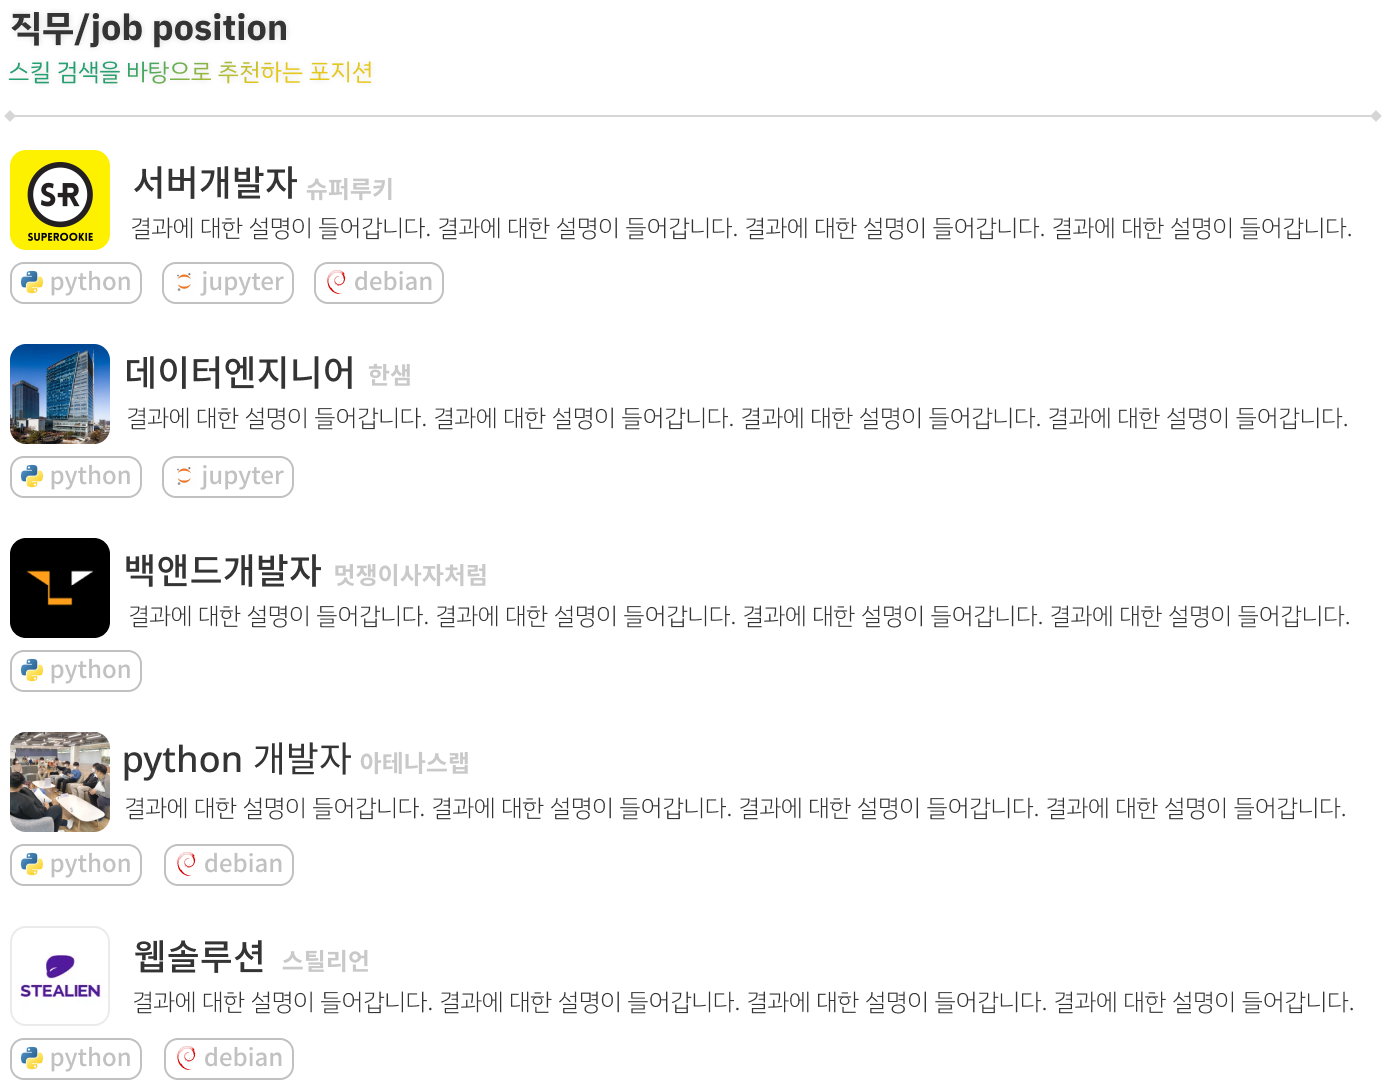 직무/job position
스킬 검색을 바탕으로 추천하는 포지션
S-R
SUPEROOKIE
서버개발자 슈퍼루키
결과에 대한 설명이 들어갑니다. 결과에 대한 설명이 들어갑니다. 결과에 대한 설명이 들어갑니다. 결과에 대한 설명이 들어갑니다.
python jupyter debian
데이터엔지니어 한샘
결과에 대한 설명이 들어갑니다. 결과에 대한 설명이 들어갑니다. 결과에 대한 설명이 들어갑니다. 결과에 대한 설명이 들어갑니다.
python jupyter
백앤드개발자 멋쟁이사자처럼
결과에 대한 설명이 들어갑니다. 결과에 대한 설명이 들어갑니다. 결과에 대한 설명이 들어갑니다. 결과에 대한 설명이 들어갑니다.
python
python 개발자 아테나스랩
결과에 대한 설명이 들어갑니다. 결과에 대한 설명이 들어갑니다. 결과에 대한 설명이 들어갑니다. 결과에 대한 설명이 들어갑니다.
python debian
STEALIEN
웹솔루션 스틸리언
결과에 대한 설명이 들어갑니다. 결과에 대한 설명이 들어갑니다. 결과에 대한 설명이 들어갑니다. 결과에 대한 설명이 들어갑니다.
python debian